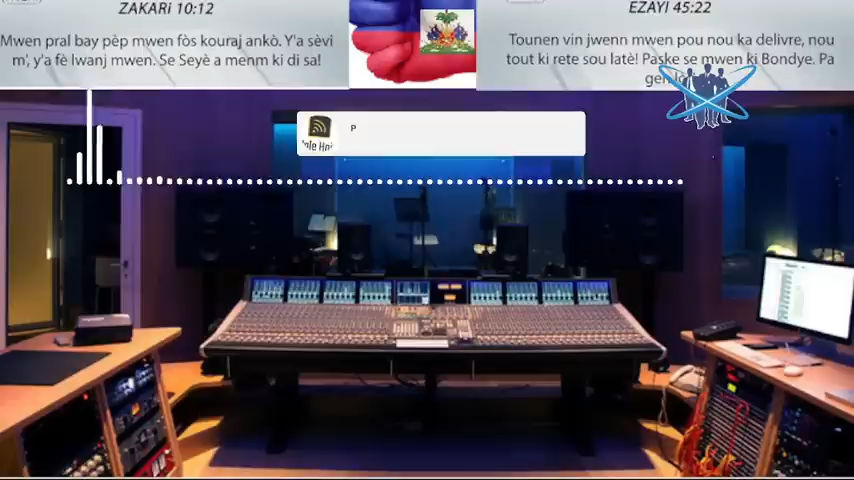 ZAKARi 10:12
Mwen pral bay pèp mwen fòs kouraj ankò. Y'a sèvi
m', y'a fè lwanj mwen. Se Seyè a menm ki di sa!
EZAYI 45:22
Tounen vin jwenn mwen pou nou ka delivre, nou
tout ki rete sou latè! Paske se mwen ki Bondye. Pa
gen
P